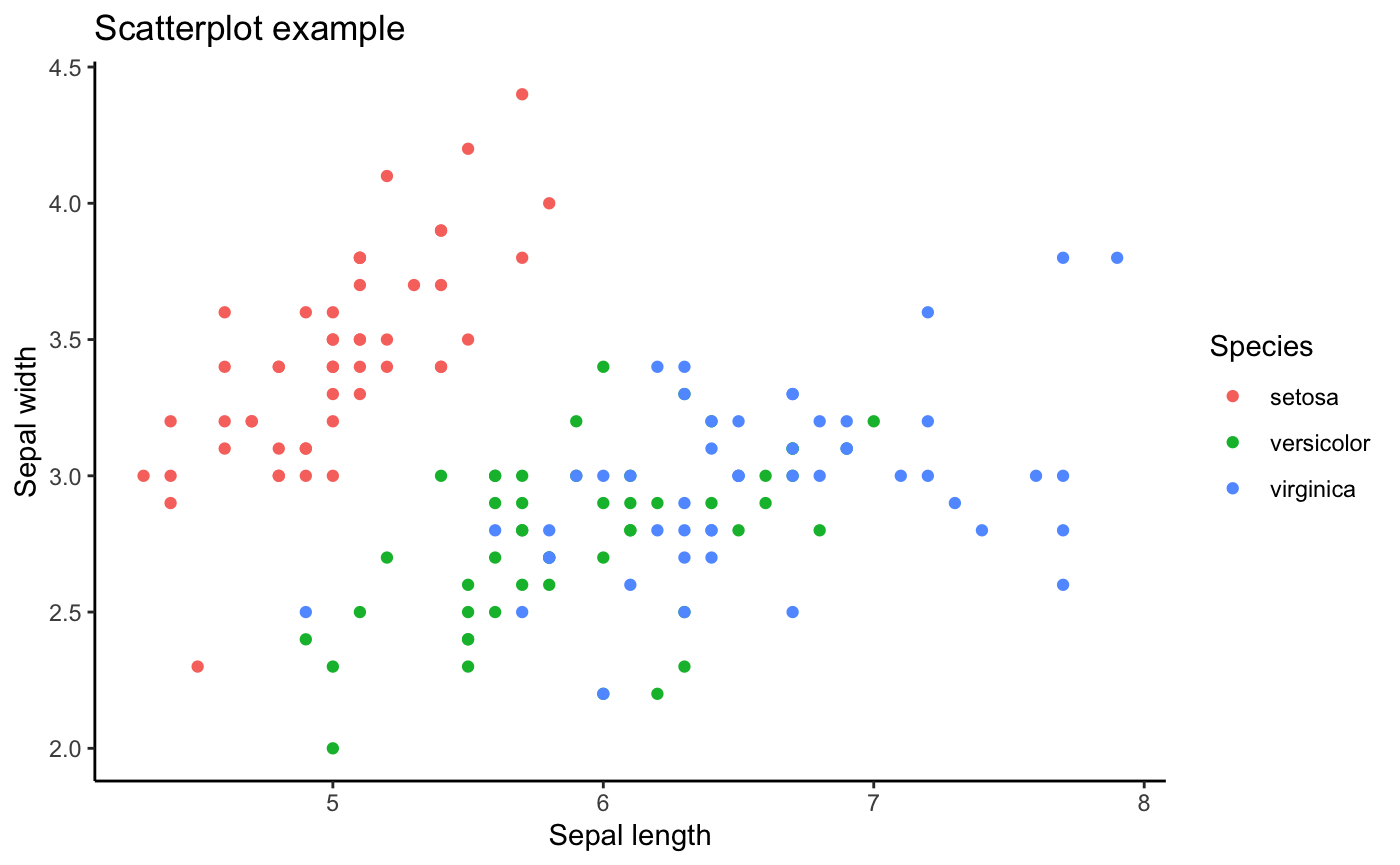 Scatterplot example
4.5
4.0
3.5
3.0
2.5
2.0
Sepal width
5 6 7 8
Sepal length
Species
setosa
versicolor
virginica